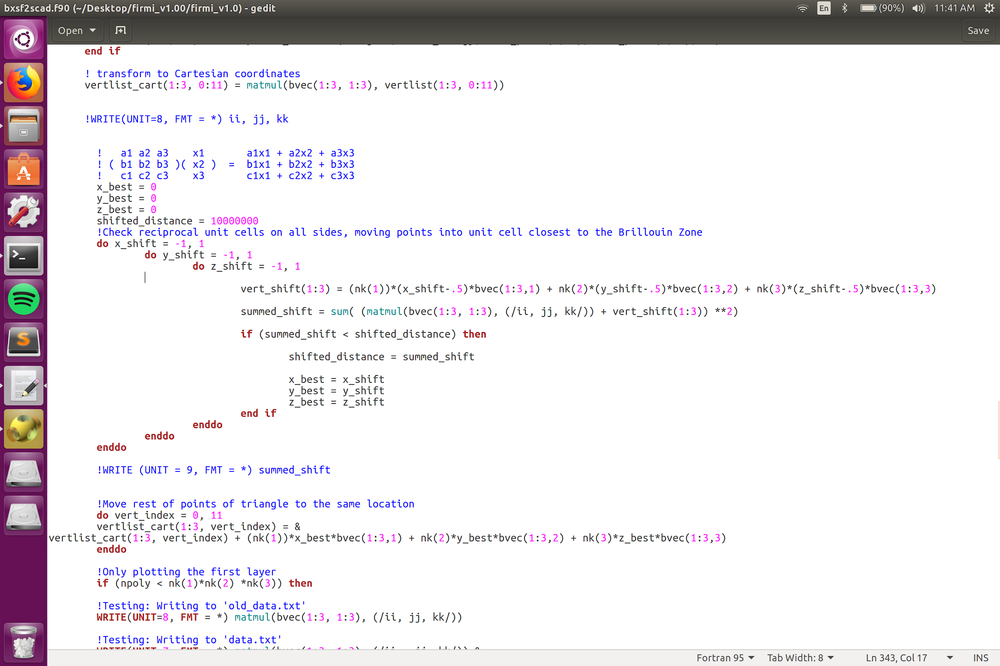 bxsf2scad.f90 (~/Desktop/firmi_v1.00/firmi_v1.0) - gedit
En
(90%)
11:41 AM
Open
Save
end if
! transform to Cartesian coordinates
vertlist_cart(1:3, 0:11) = matmul(bvec(1:3, 1:3), vertlist(1:3, 0:11))
!WRITE(UNIT=8, FMT = *) ii, jj, kk
!   a1 a2 a3    x1       a1x1 + a2x2 + a3x3
! ( b1 b2 b3 )( x2 )  =  b1x1 + b2x2 + b3x3
!   c1 c2 c3    x3       c1x1 + c2x2 + c3x3
x_best = 0
y_best = 0
z_best = 0
shifted_distance = 10000000
!Check reciprocal unit cells on all sides, moving points into unit cell closest to the Brillouin Zone
do x_shift = -1, 1
do y_shift = -1, 1
do z_shift = -1, 1
vert_shift(1:3) = (nk(1))*(x_shift-.5)*bvec(1:3,1) + nk(2)*(y_shift-.5)*bvec(1:3,2) + nk(3)*(z_shift-.5)*bvec(1:3,3)
summed_shift = sum( (matmul(bvec(1:3, 1:3), (/ii, jj, kk/)) + vert_shift(1:3)) **2)
if (summed_shift < shifted_distance) then
shifted_distance = summed_shift
x_best = x_shift
y_best = y_shift
z_best = z_shift
end if
enddo
enddo
enddo
!WRITE (UNIT = 9, FMT = *) summed_shift
!Move rest of points of triangle to the same location
do vert_index = 0, 11
vertlist_cart(1:3, vert_index) = &
vertlist_cart(1:3, vert_index) + (nk(1))*x_best*bvec(1:3,1) + nk(2)*y_best*bvec(1:3,2) + nk(3)*z_best*bvec(1:3,3)
enddo
!Only plotting the first layer
if (npoly < nk(1)*nk(2) *nk(3)) then
!Testing: Writing to 'old_data.txt'
WRITE(UNIT=8, FMT = *) matmul(bvec(1:3, 1:3), (/ii, jj, kk/))
!Testing: Writing to 'data.txt'
Fortran 95
Tab Width: 8
Ln 343, Col 17
INS